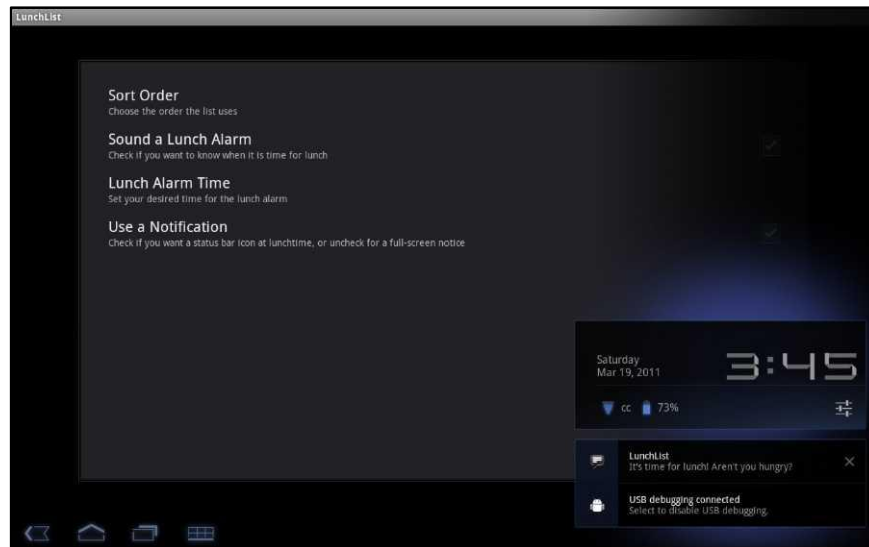 LunchList
Sort Order
Choose the order the list uses
Sound a Lunch Alarm
Check if you want to know when it is time for lunch
Lunch Alarm Time
Set your desired time for the lunch alarm
Use a Notification
Check if you want a status bar icon at lunchtime, or uncheck for a full-screen notice
Saturday
Mar 19, 2011
3:45
cc 73%
LunchList
It's time for lunch! Aren't you hungry?
USB debugging connected
Select to disable USB debugging.